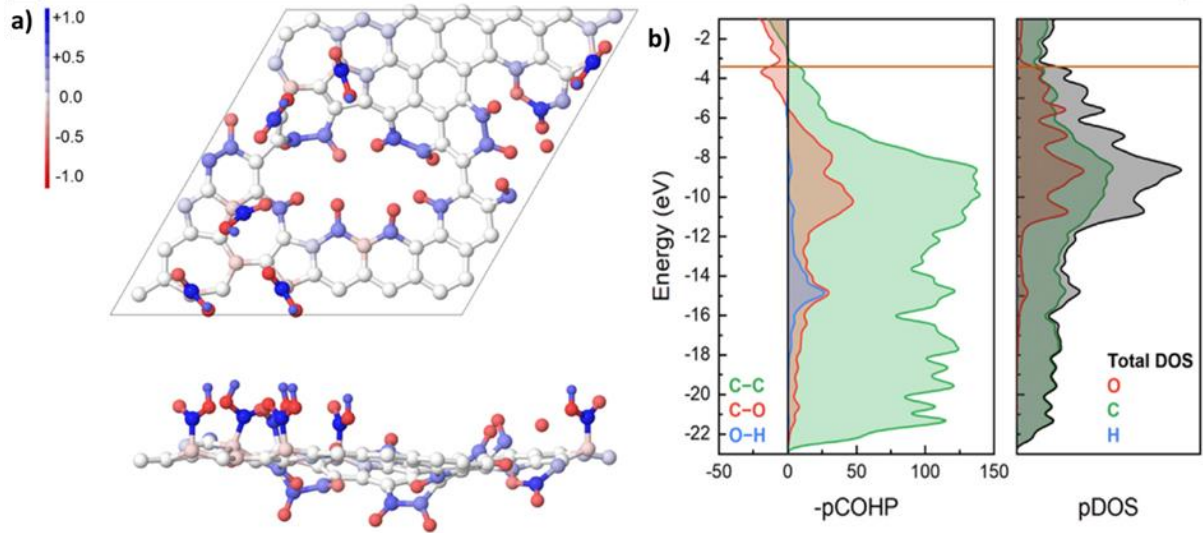 a)
+1.0
+0.5
0.0
-0.5
-1.0
b)
-2
-4
-6
-8
-10
-12
-14
-16
-18
-20
-22
Energy (eV)
C–C
C–O
O–H
-50 0 50 100 150
-pCOHP
Total DOS
O
C
H
pDOS